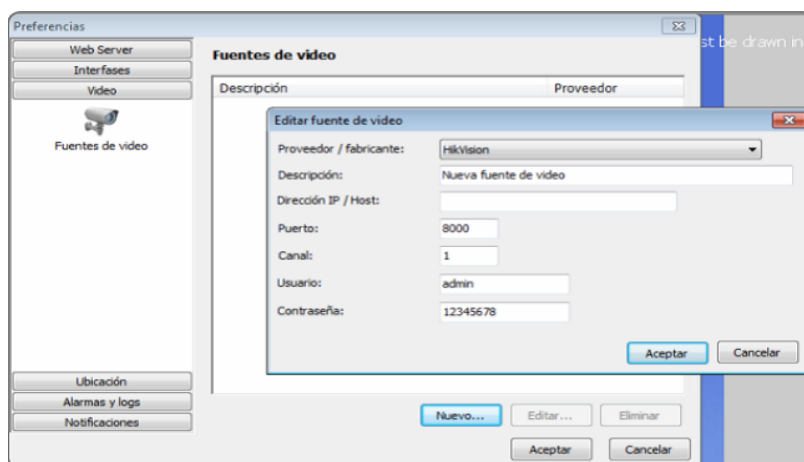 Preferencias
Web Server
Interfases
Video
Fuentes de video
Ubicación
Alarmas y logs
Notificaciones
Fuentes de video
Descripción Proveedor
Editar fuente de video
Proveedor / fabricante: HikVision
Descripción: Nueva fuente de video
Dirección IP / Host:
Puerto: 8000
Canal: 1
Usuario: admin
Contraseña: 12345678
Aceptar Cancelar
Nuevo... Editar... Eliminar
Aceptar Cancelar
st be drawn in